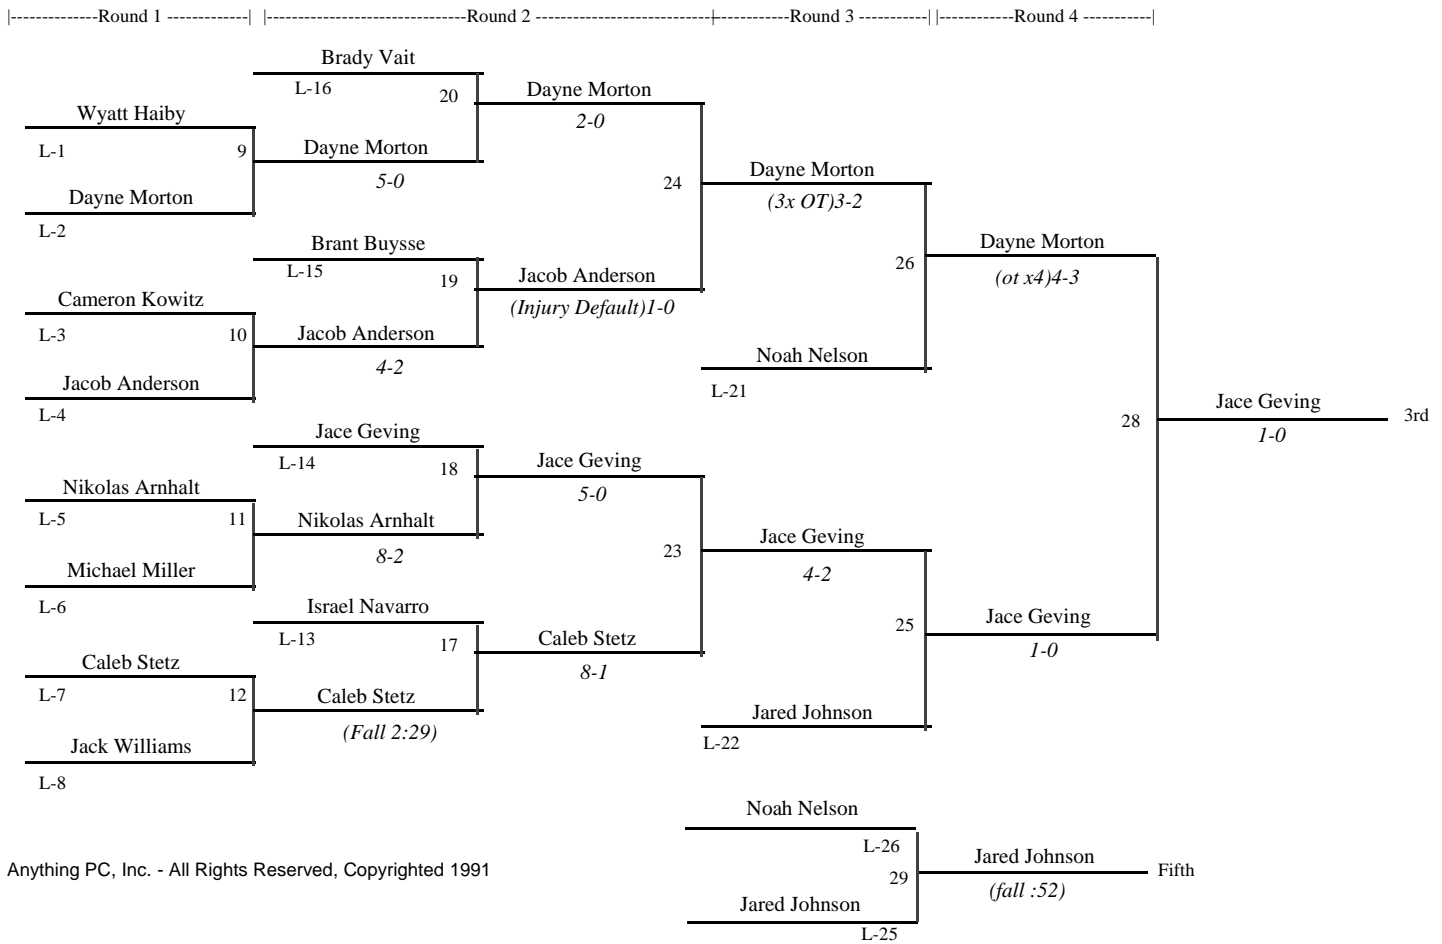 |--------------Round 1 -------------| |--------------------------------Round 2 ----------------------------+------------Round 3 -----------| |------------Round 4 -----------|
Brady Vait
L-16
20
Dayne Morton
2-0
Wyatt Haiby
L-1
9
Dayne Morton
5-0
Dayne Morton
L-2
24
Dayne Morton
(3x OT)3-2
Brant Buysse
L-15
19
Jacob Anderson
(Injury Default)1-0
26
Dayne Morton
(ot x4)4-3
Cameron Kowitz
L-3
10
Jacob Anderson
4-2
Jacob Anderson
L-4
Noah Nelson
L-21
28
Jace Geving
1-0
3rd
Jace Geving
L-14
18
Jace Geving
5-0
Nikolas Arnhalt
L-5
11
Nikolas Arnhalt
8-2
Michael Miller
L-6
23
Jace Geving
4-2
Israel Navarro
L-13
17
Caleb Stetz
8-1
25
Jace Geving
1-0
Caleb Stetz
L-7
12
Caleb Stetz
(Fall 2:29)
Jack Williams
L-8
Jared Johnson
L-22
Noah Nelson
L-26
29
Jared Johnson
(fall :52)
Fifth
Jared Johnson
L-25
Anything PC, Inc. - All Rights Reserved, Copyrighted 1991